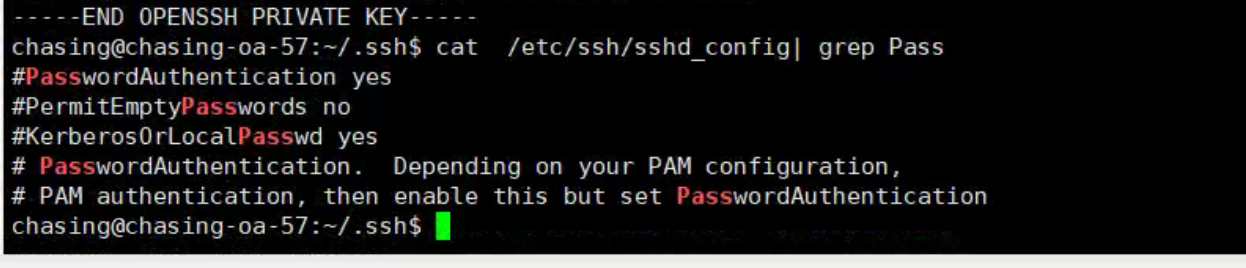 -----END OPENSSH PRIVATE KEY-----
chasing@chasing-oa-57:~/.ssh$ cat  /etc/ssh/sshd_config| grep Pass
#PasswordAuthentication yes
#PermitEmptyPasswords no
#KerberosOrLocalPasswd yes
# PasswordAuthentication.  Depending on your PAM configuration,
# PAM authentication, then enable this but set PasswordAuthentication
chasing@chasing-oa-57:~/.ssh$